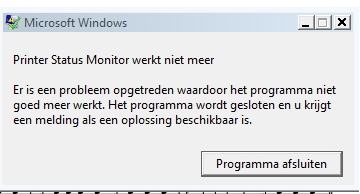 Microsoft Windows
Printer Status Monitor werkt niet meer
Er is een probleem opgetreden waardoor het programma niet
goed meer werkt. Het programma wordt gesloten en u krijgt
een melding als een oplossing beschikbaar is.
Programma afsluiten